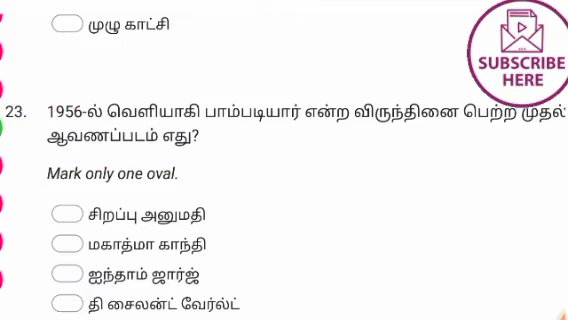 முழு காட்சி
SUBSCRIBE
HERE
23. 1956-ல் வெளியாகி பாம்படியார் என்ற விருந்தினை பெற்ற முதல்
ஆவணப்படம் எது?
Mark only one oval.
சிறப்பு அனுமதி
மகாத்மா காந்தி
ஐந்தாம் ஜார்ஜ்
தி சைலன்ட் வேர்ல்ட்